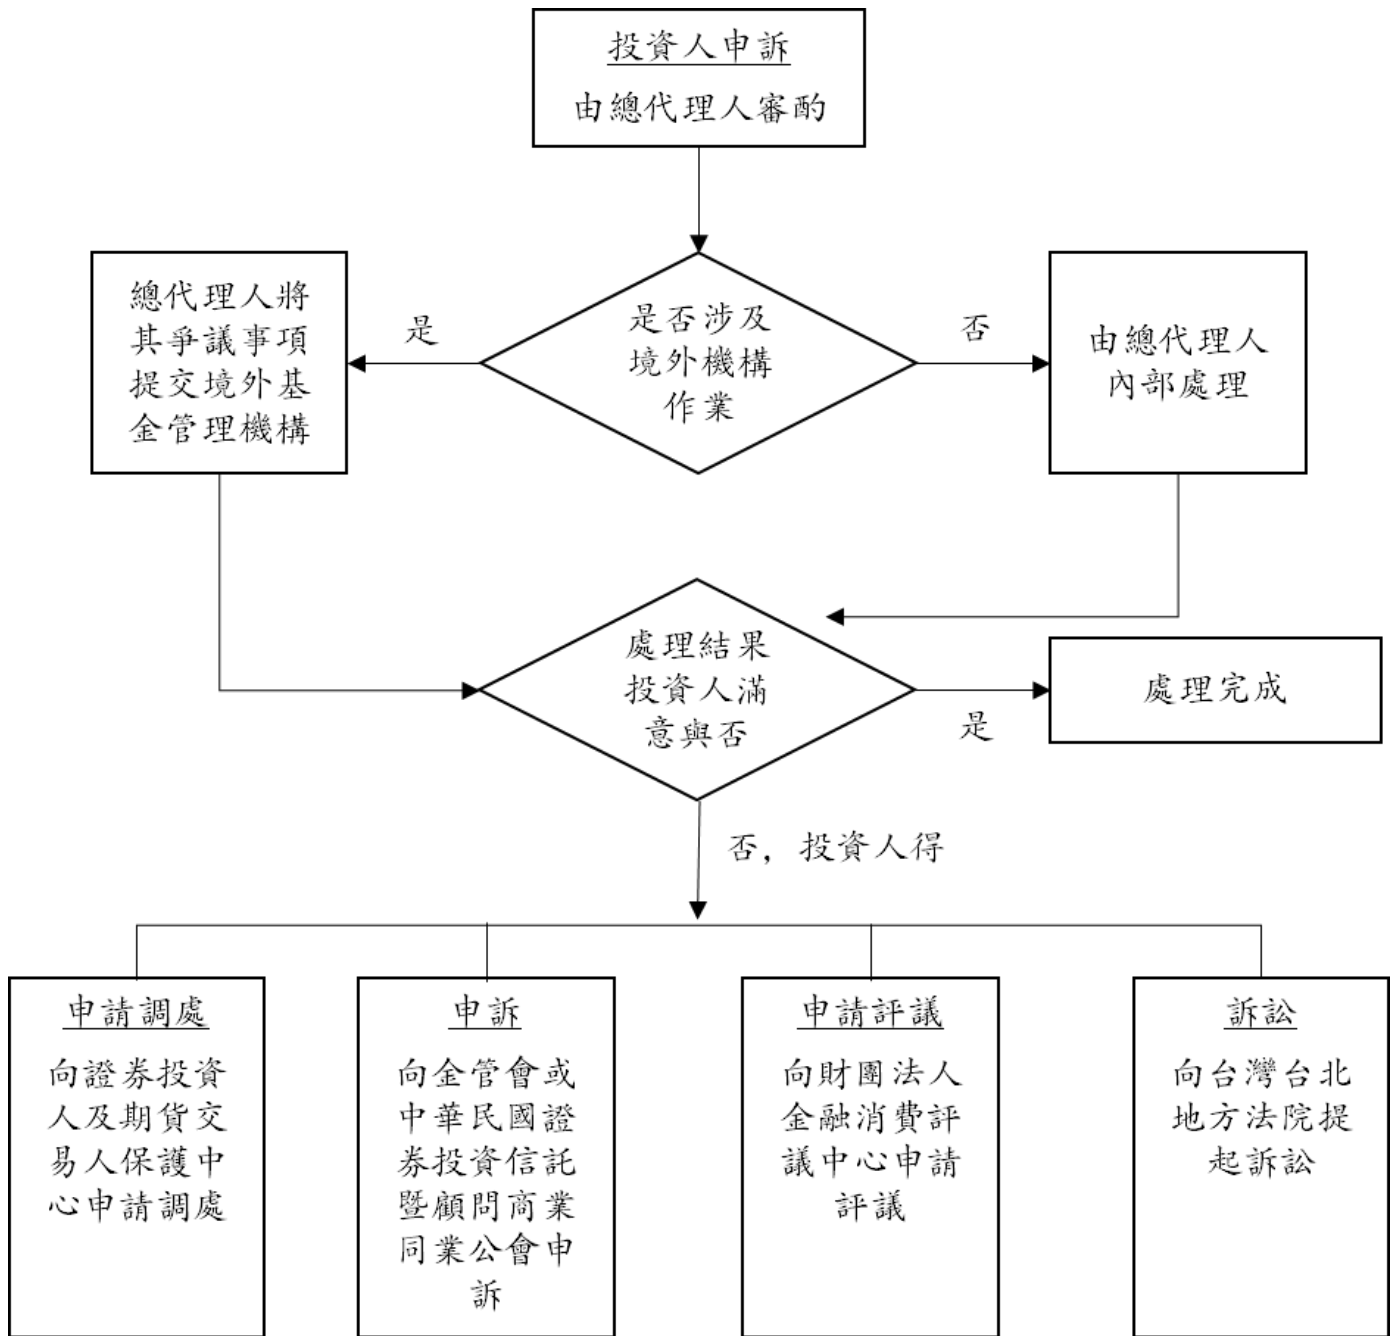 投資人申訴
由總代理人審酌
總代理人將
其爭議事項
提交境外基
金管理機構
是
是否涉及
境外機構
作業
否
由總代理人
內部處理
處理結果
投資人滿
意與否
是
處理完成
否，投資人得
申請調處
向證券投資
人及期貨交
易人保護中
心申請調處
申訴
向金管會或
中華民國證
券投資信託
暨顧問商業
同業公會申
訴
申請評議
向財團法人
金融消費評
議中心申請
評議
訴訟
向台灣台北
地方法院提
起訴訟